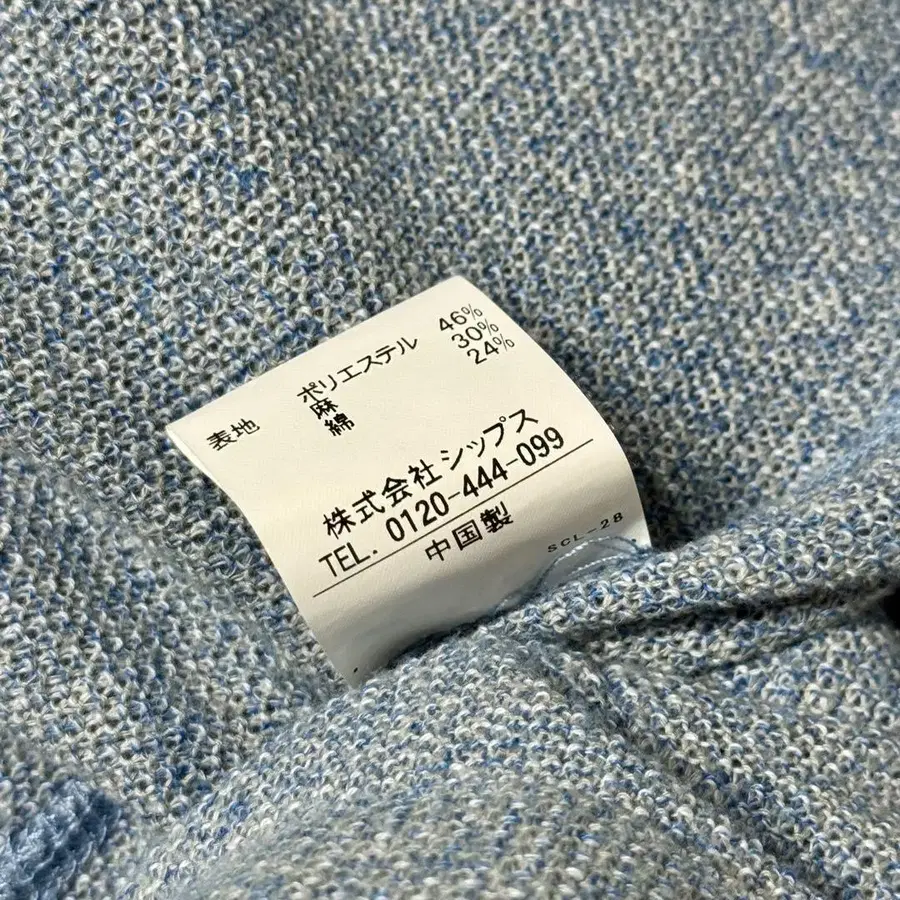 表地 ポリエステル 46%
麻 30%
綿 24%
株式会社シップス
TEL. 0120-444-099
中国製
SCL-28